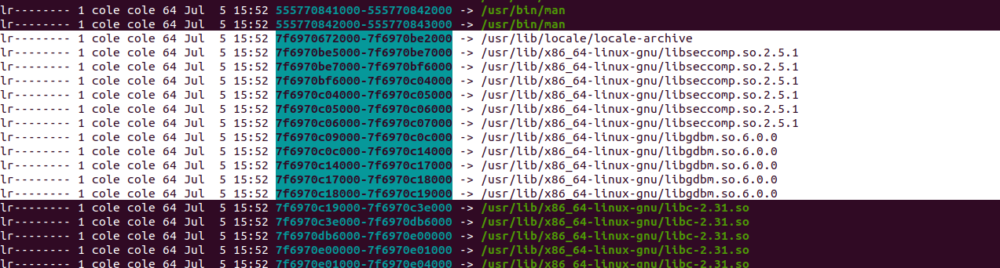 lr-------- 1 cole cole 64 Jul  5 15:52 555770841000-555770842000 -> /usr/bin/man
lr-------- 1 cole cole 64 Jul  5 15:52 555770842000-555770843000 -> /usr/bin/man
lr-------- 1 cole cole 64 Jul  5 15:52 7f6970672000-7f6970be2000 -> /usr/lib/locale/locale-archive
lr-------- 1 cole cole 64 Jul  5 15:52 7f6970be5000-7f6970be7000 -> /usr/lib/x86_64-linux-gnu/libseccomp.so.2.5.1
lr-------- 1 cole cole 64 Jul  5 15:52 7f6970be7000-7f6970bf6000 -> /usr/lib/x86_64-linux-gnu/libseccomp.so.2.5.1
lr-------- 1 cole cole 64 Jul  5 15:52 7f6970bf6000-7f6970c04000 -> /usr/lib/x86_64-linux-gnu/libseccomp.so.2.5.1
lr-------- 1 cole cole 64 Jul  5 15:52 7f6970c04000-7f6970c05000 -> /usr/lib/x86_64-linux-gnu/libseccomp.so.2.5.1
lr-------- 1 cole cole 64 Jul  5 15:52 7f6970c05000-7f6970c06000 -> /usr/lib/x86_64-linux-gnu/libseccomp.so.2.5.1
lr-------- 1 cole cole 64 Jul  5 15:52 7f6970c06000-7f6970c07000 -> /usr/lib/x86_64-linux-gnu/libseccomp.so.2.5.1
lr-------- 1 cole cole 64 Jul  5 15:52 7f6970c09000-7f6970c0c000 -> /usr/lib/x86_64-linux-gnu/libgdbm.so.6.0.0
lr-------- 1 cole cole 64 Jul  5 15:52 7f6970c0c000-7f6970c14000 -> /usr/lib/x86_64-linux-gnu/libgdbm.so.6.0.0
lr-------- 1 cole cole 64 Jul  5 15:52 7f6970c14000-7f6970c17000 -> /usr/lib/x86_64-linux-gnu/libgdbm.so.6.0.0
lr-------- 1 cole cole 64 Jul  5 15:52 7f6970c17000-7f6970c18000 -> /usr/lib/x86_64-linux-gnu/libgdbm.so.6.0.0
lr-------- 1 cole cole 64 Jul  5 15:52 7f6970c18000-7f6970c19000 -> /usr/lib/x86_64-linux-gnu/libgdbm.so.6.0.0
lr-------- 1 cole cole 64 Jul  5 15:52 7f6970c19000-7f6970c3e000 -> /usr/lib/x86_64-linux-gnu/libc-2.31.so
lr-------- 1 cole cole 64 Jul  5 15:52 7f6970c3e000-7f6970db6000 -> /usr/lib/x86_64-linux-gnu/libc-2.31.so
lr-------- 1 cole cole 64 Jul  5 15:52 7f6970db6000-7f6970e00000 -> /usr/lib/x86_64-linux-gnu/libc-2.31.so
lr-------- 1 cole cole 64 Jul  5 15:52 7f6970e00000-7f6970e01000 -> /usr/lib/x86_64-linux-gnu/libc-2.31.so
lr-------- 1 cole cole 64 Jul  5 15:52 7f6970e01000-7f6970e04000 -> /usr/lib/x86_64-linux-gnu/libc-2.31.so